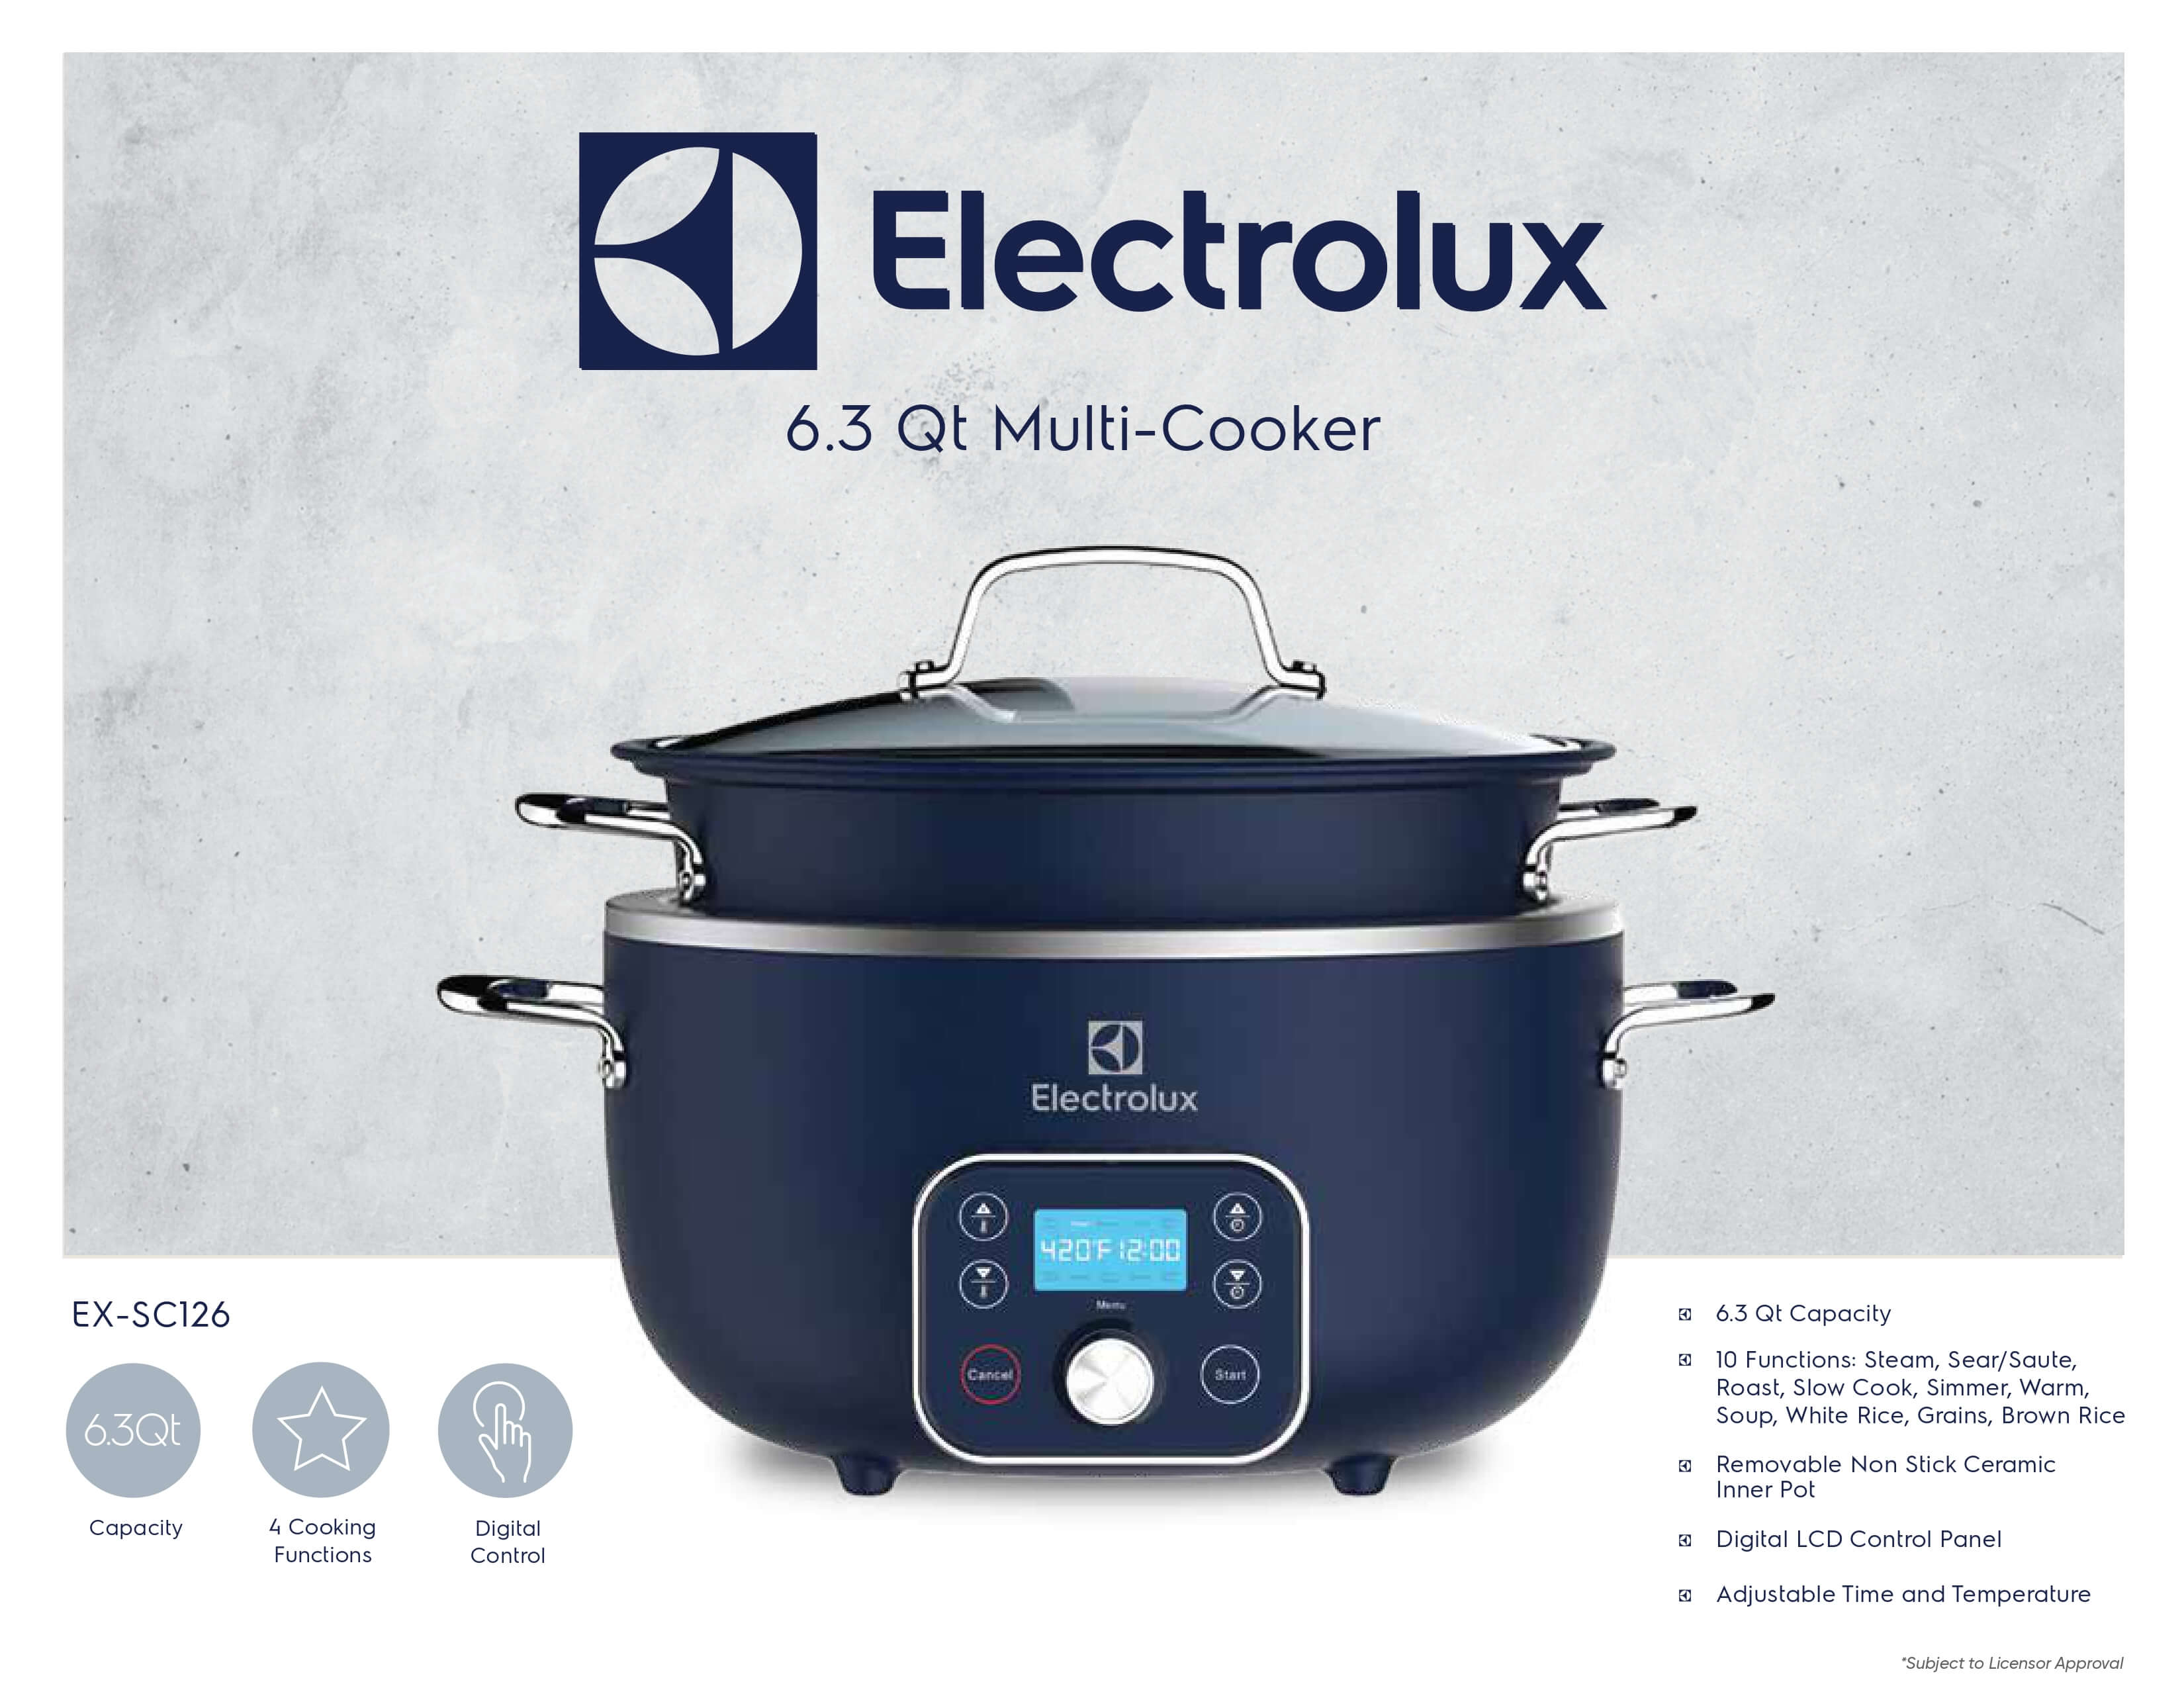 Electrolux
6.3 Qt Multi-Cooker
Electrolux
420°F 12:00
Menu
Cancel
Start
EX-SC126
6.3Qt
Capacity
4 Cooking
Functions
Digital
Control
6.3 Qt Capacity
10 Functions: Steam, Sear/Saute,
Roast, Slow Cook, Simmer, Warm,
Soup, White Rice, Grains, Brown Rice
Removable Non Stick Ceramic
Inner Pot
Digital LCD Control Panel
Adjustable Time and Temperature
*Subject to Licensor Approval